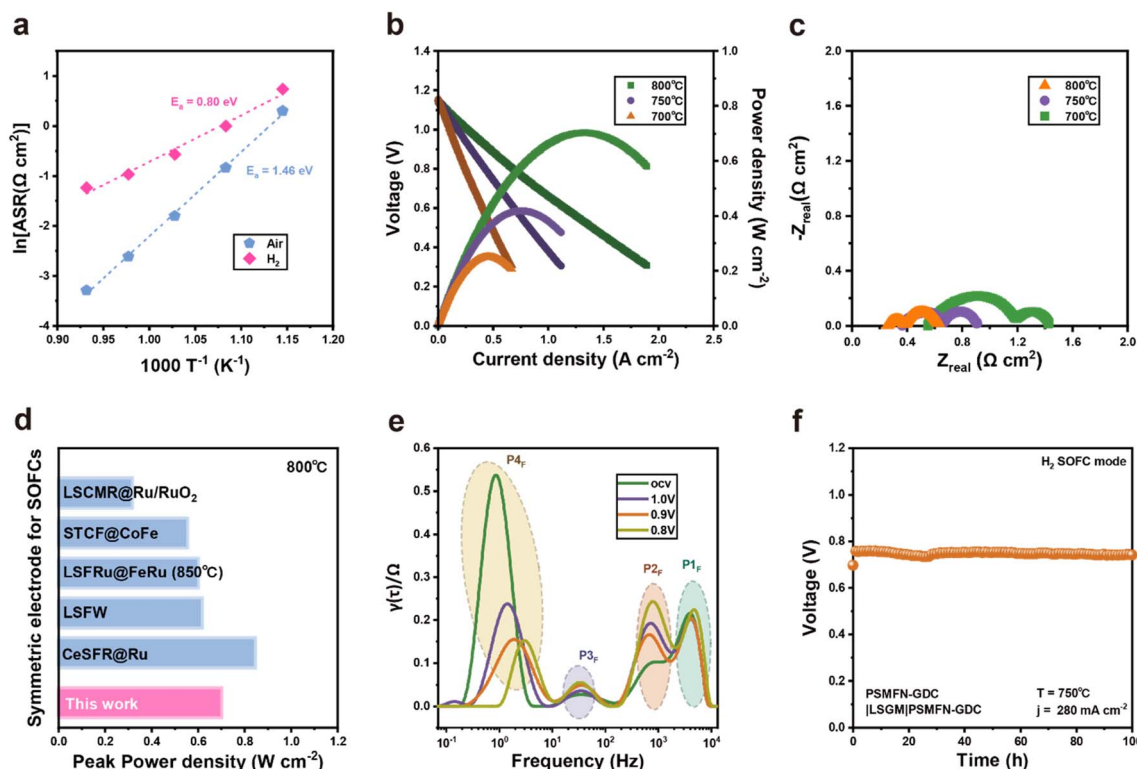 a
ln[ASR(Ω cm²)]
1
0
-1
-2
-3
-4
Eₐ = 0.80 eV
Eₐ = 1.46 eV
Air
H₂
0.90 0.95 1.00 1.05 1.10 1.15 1.20
1000 T⁻¹ (K⁻¹)
b
Voltage (V)
1.4
1.2
1.0
0.8
0.6
0.4
0.2
0.0
800℃
750℃
700℃
1.0
0.8
0.6
0.4
0.2
0.0
Power density (W cm⁻²)
0.0 0.5 1.0 1.5 2.0 2.5
Current density (A cm⁻²)
c
-Z_real(Ω cm²)
2.0
1.6
1.2
0.8
0.4
0.0
800℃
750℃
700℃
0.0 0.4 0.8 1.2 1.6 2.0
Z_real (Ω cm²)
d
Symmetric electrode for SOFCs
800℃
LSCMR@Ru/RuO₂
STCF@CoFe
LSFRu@FeRu (850℃)
LSFW
CeSFR@Ru
This work
0.0 0.2 0.4 0.6 0.8 1.0 1.2
Peak Power density (W cm⁻²)
e
γ(τ)/Ω
0.6
0.5
0.4
0.3
0.2
0.1
0.0
P4_F
P3_F
P2_F
P1_F
ocv
1.0V
0.9V
0.8V
10⁻¹ 10⁰ 10¹ 10² 10³ 10⁴
Frequency (Hz)
f
Voltage (V)
1.2
1.0
0.8
0.6
0.4
0.2
0.0
H₂ SOFC mode
PSMFN-GDC
|LSGM|PSMFN-GDC
T = 750℃
j = 280 mA cm⁻²
0 20 40 60 80 100
Time (h)